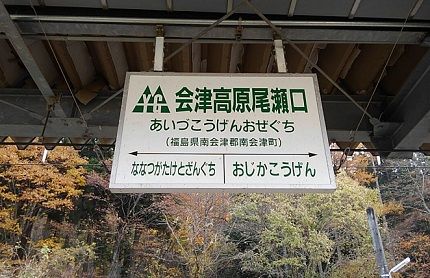 会津高原尾瀬口
あいづこうげんおぜぐち
(福島県南会津郡南会津町)
ななつがたけとざんぐち おじかこうげん